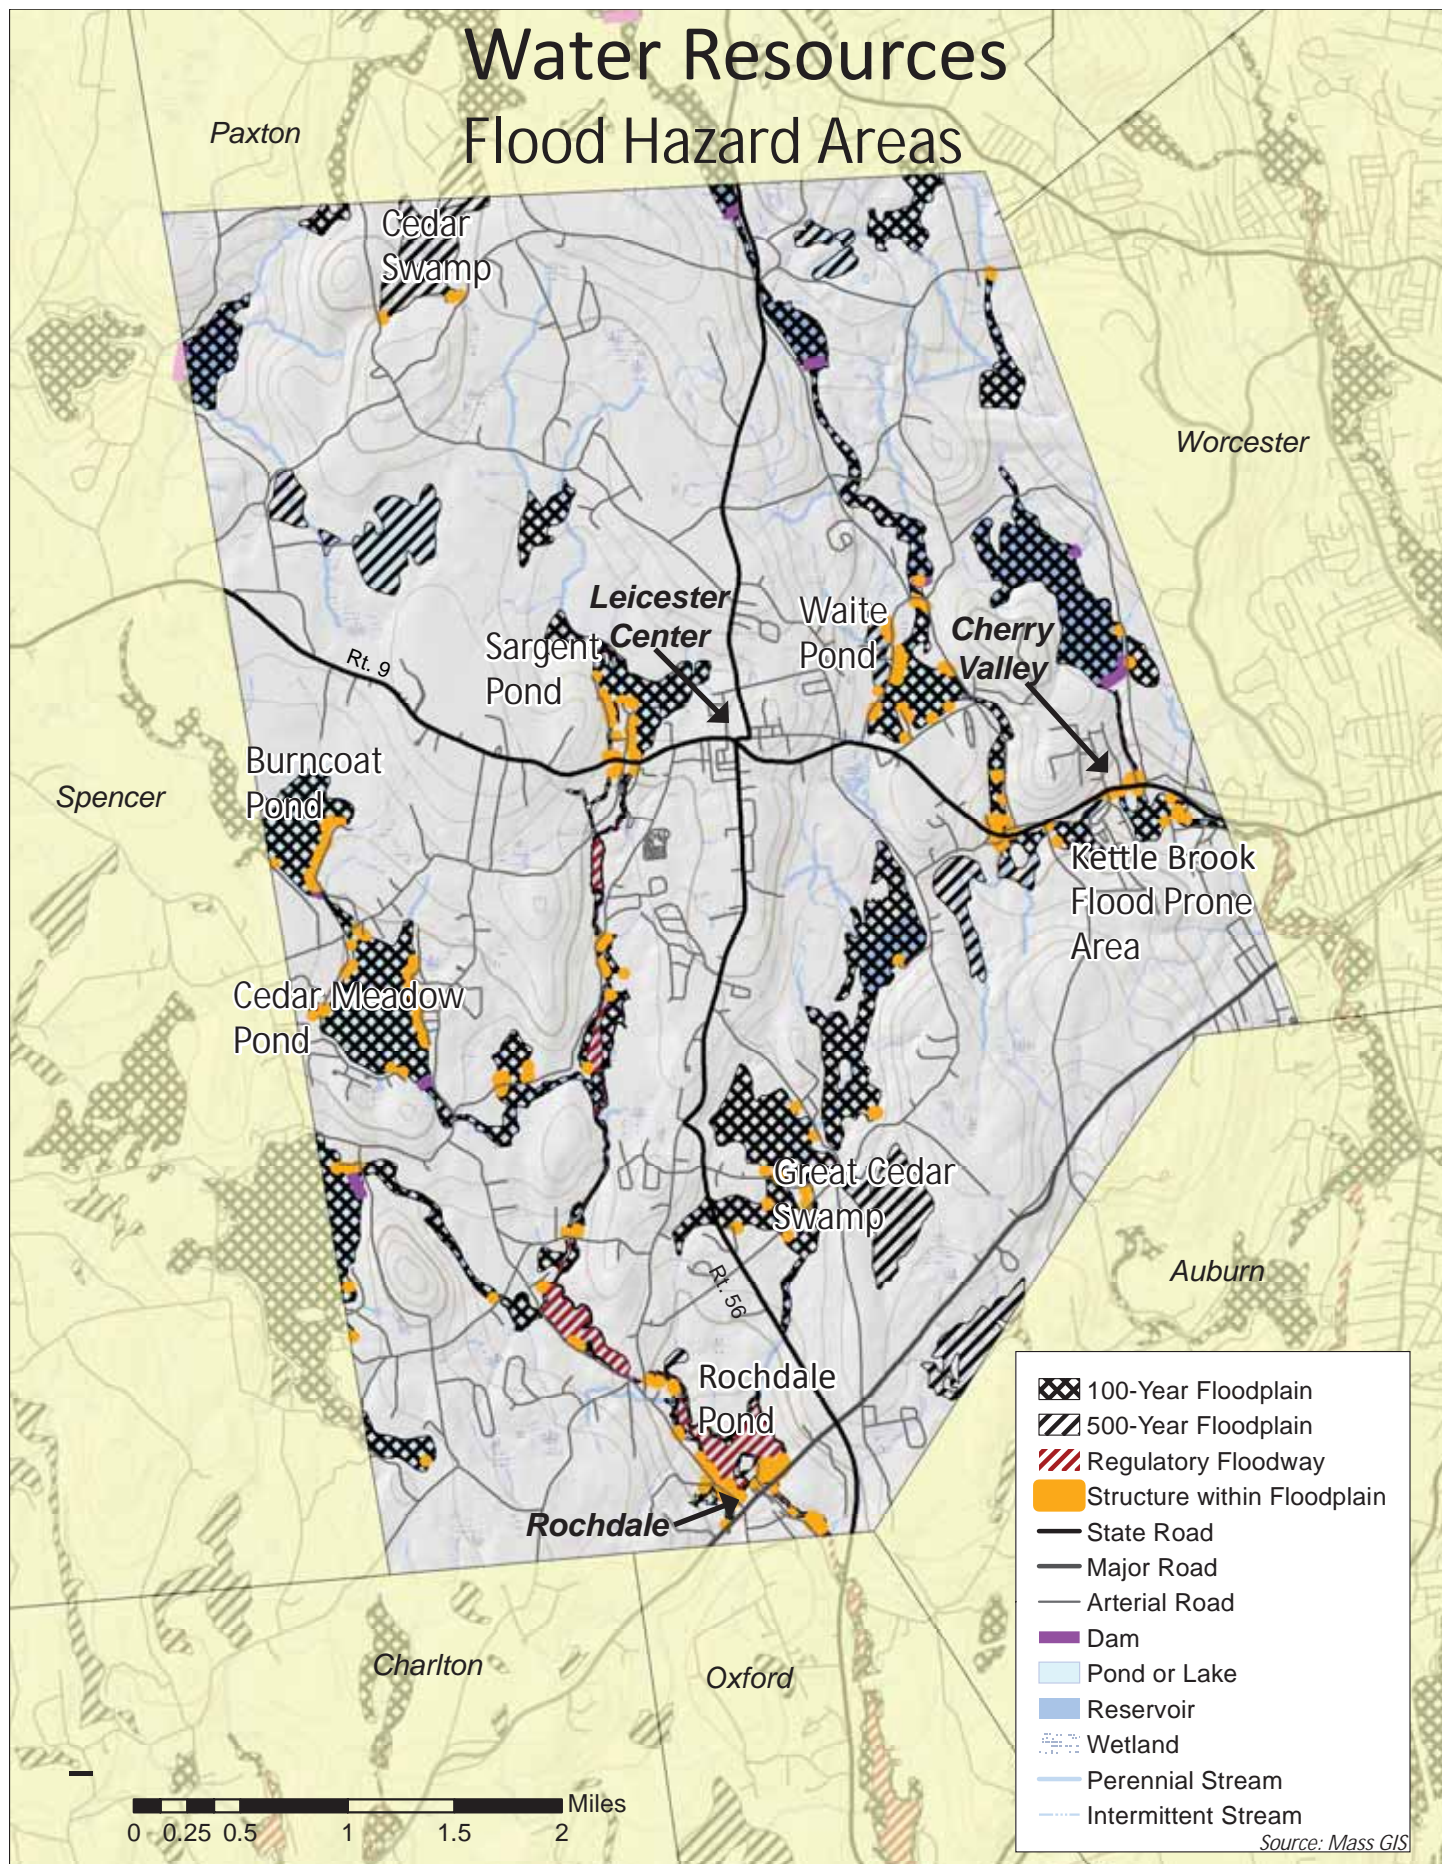 Water Resources
Flood Hazard Areas
Paxton
Cedar
Swamp
Worcester
Leicester
Center
Waite
Pond
Cherry
Valley
Sargent
Pond
Rt. 9
Burncoat
Pond
Spencer
Kettle Brook
Flood Prone
Area
Cedar Meadow
Pond
Great Cedar
Swamp
Auburn
Rt. 56
Rochdale
Pond
Rochdale
Charlton
Oxford
100-Year Floodplain
500-Year Floodplain
Regulatory Floodway
Structure within Floodplain
State Road
Major Road
Arterial Road
Dam
Pond or Lake
Reservoir
Wetland
Perennial Stream
Intermittent Stream
Source: Mass GIS
Miles
0 0.25 0.5 1 1.5 2